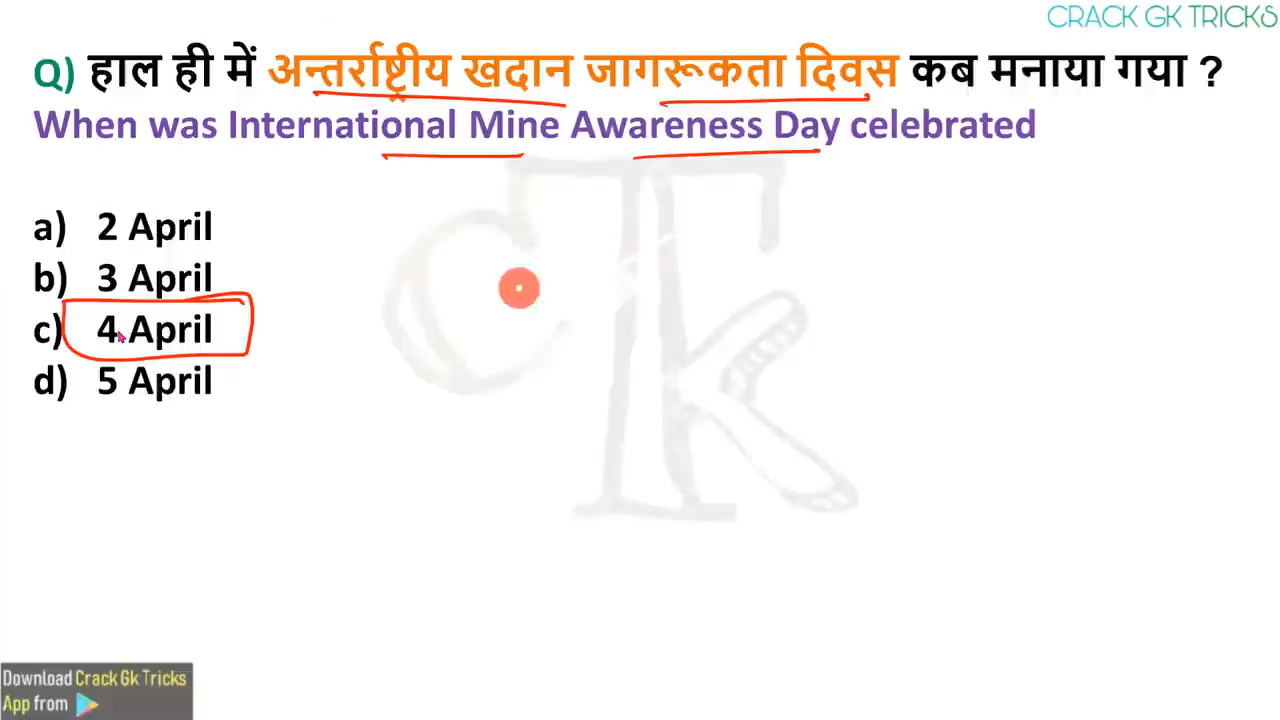 CRACK GK TRICKS
Q) हाल ही में अन्तर्राष्ट्रीय खदान जागरूकता दिवस कब मनाया गया ?
When was International Mine Awareness Day celebrated
a) 2 April
b) 3 April
c) 4 April
d) 5 April
Download Crack Gk Tricks
App from